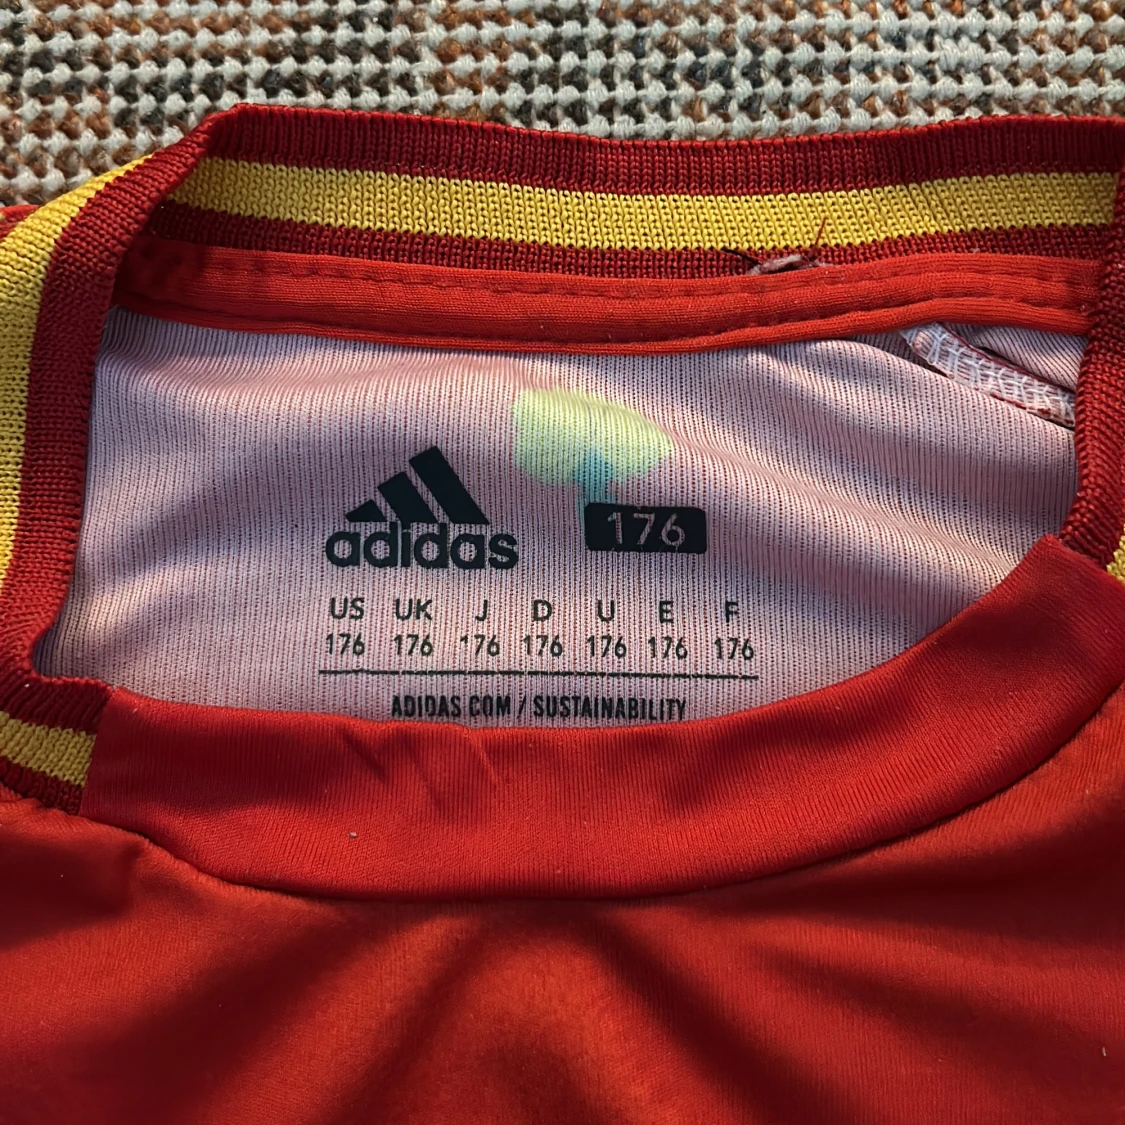 adidas
176
US UK J D U E F
176 176 176 176 176 176 176
ADIDAS.COM / SUSTAINABILITY